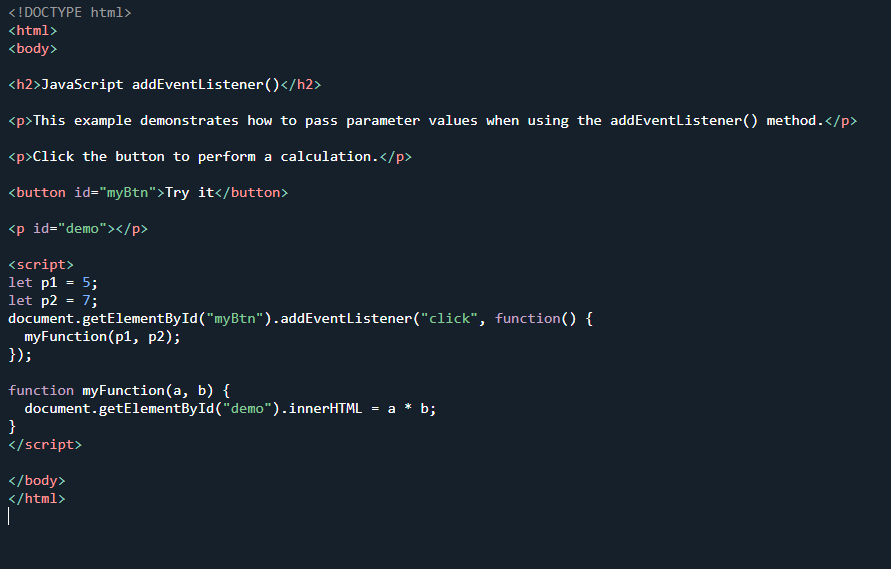 <!DOCTYPE html>
<html>
<body>
<h2>JavaScript addEventListener()</h2>
<p>This example demonstrates how to pass parameter values when using the addEventListener() method.</p>
<p>Click the button to perform a calculation.</p>
<button id="myBtn">Try it</button>
<p id="demo"></p>
<script>
let p1 = 5;
let p2 = 7;
document.getElementById("myBtn").addEventListener("click", function() {
  myFunction(p1, p2);
});
function myFunction(a, b) {
  document.getElementById("demo").innerHTML = a * b;
}
</script>
</body>
</html>